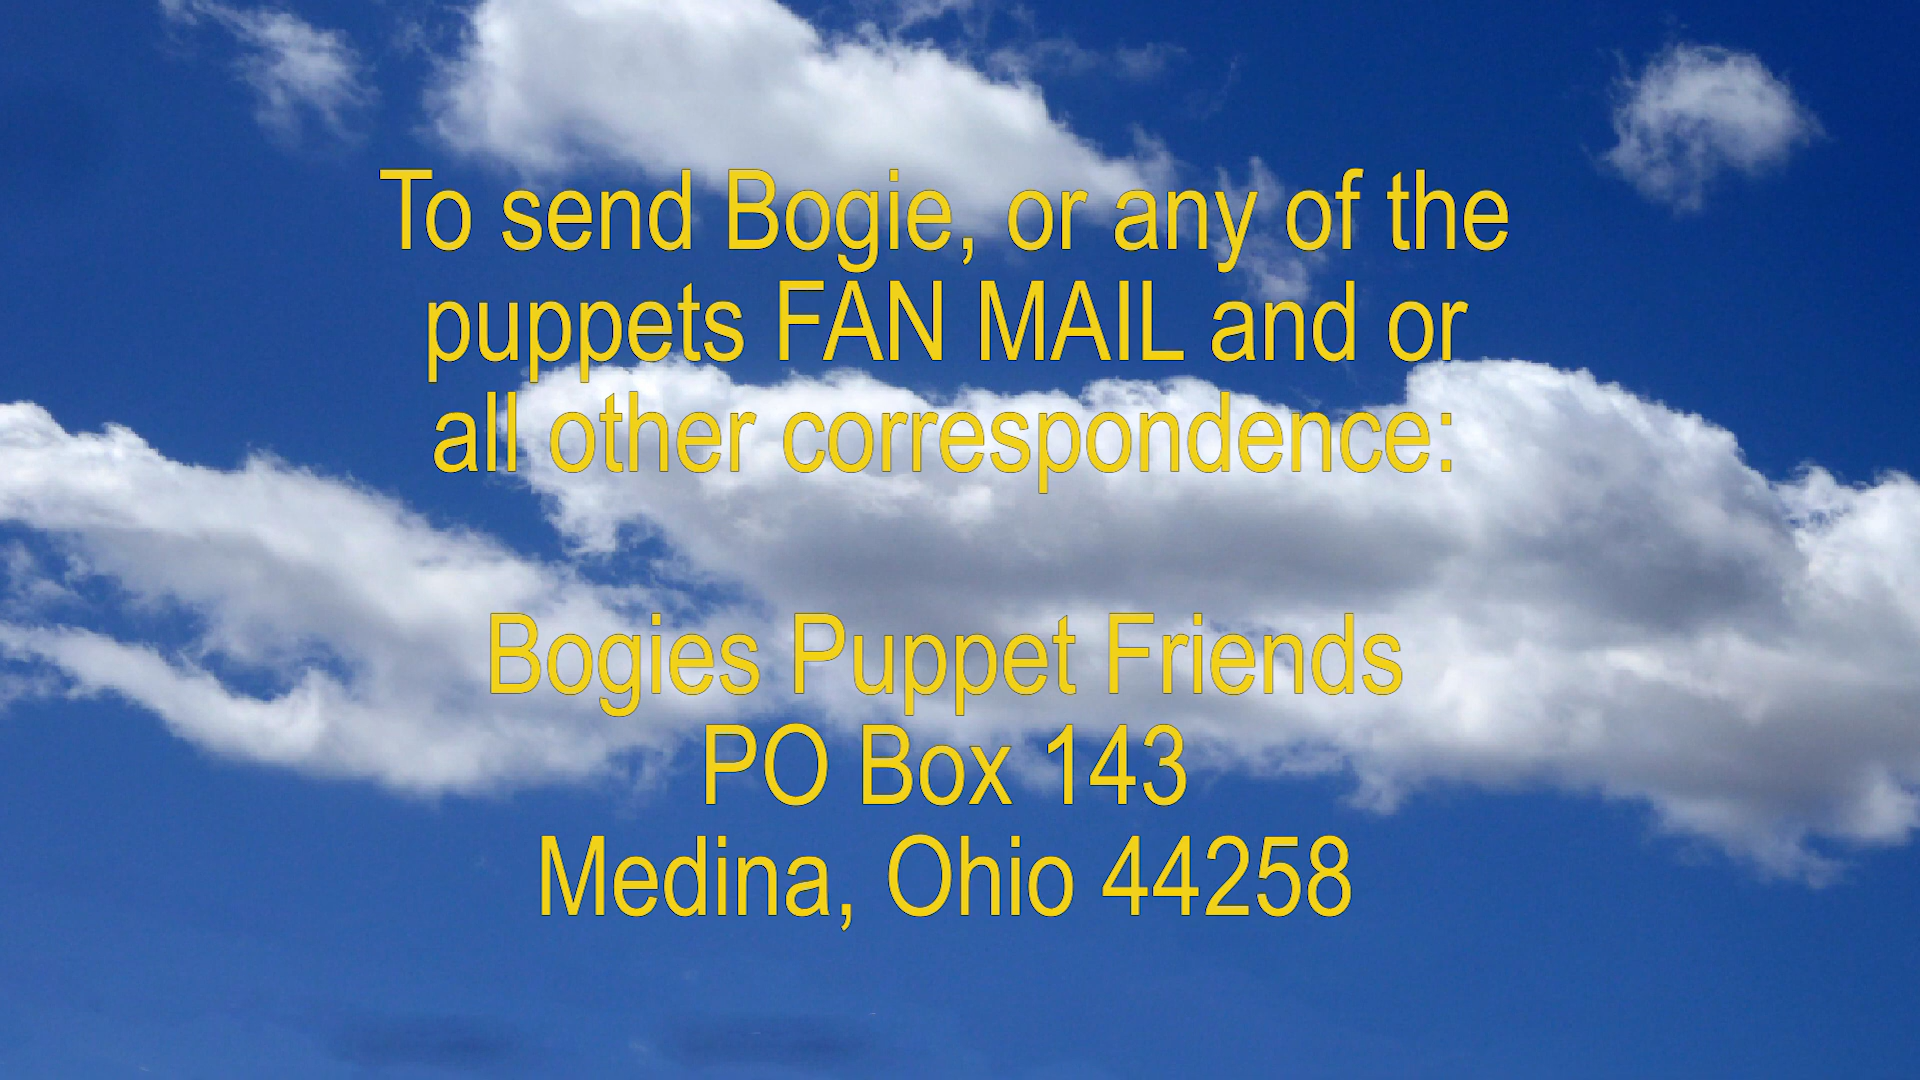 To send Bogie, or any of the
puppets FAN MAIL and or
all other correspondence:
Bogies Puppet Friends
PO Box 143
Medina, Ohio 44258